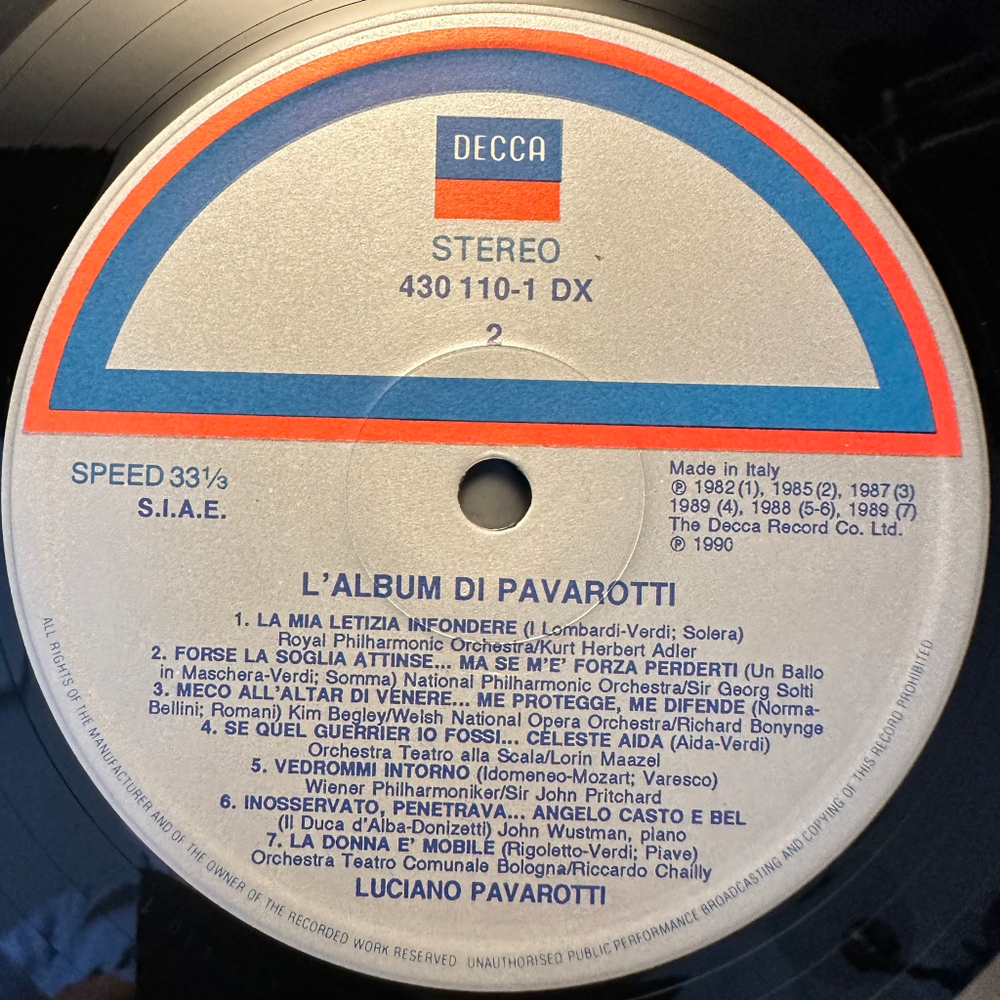 DECCA
STEREO
430 110-1 DX
2
SPEED 33⅓
S.I.A.E.
Made in Italy
℗ 1982 (1), 1985 (2), 1987 (3)
1989 (4), 1988 (5-6), 1989 (7)
The Decca Record Co. Ltd.
℗ 1990
L'ALBUM DI PAVAROTTI
1. LA MIA LETIZIA INFONDERE (I Lombardi-Verdi; Solera)
Royal Philharmonic Orchestra/Kurt Herbert Adler
2. FORSE LA SOGLIA ATTINSE... MA SE M'E' FORZA PERDERTI (Un Ballo
in Maschera-Verdi; Somma) National Philharmonic Orchestra/Sir Georg Solti
3. MECO ALL'ALTAR DI VENERE... ME PROTEGGE, ME DIFENDE (Norma-
Bellini; Romani) Kim Begley/Welsh National Opera Orchestra/Richard Bonynge
4. SE QUEL GUERRIER IO FOSSI... CELESTE AIDA (Aida-Verdi)
Orchestra Teatro alla Scala/Lorin Maazel
5. VEDROMMI INTORNO (Idomeneo-Mozart; Varesco)
Wiener Philharmoniker/Sir John Pritchard
6. INOSSERVATO, PENETRAVA... ANGELO CASTO E BEL
(Il Duca d'Alba-Donizetti) John Wustman, piano
7. LA DONNA E' MOBILE (Rigoletto-Verdi; Piave)
Orchestra Teatro Comunale Bologna/Riccardo Chailly
LUCIANO PAVAROTTI
ALL RIGHTS OF THE MANUFACTURER AND OF THE OWNER OF THE RECORDED WORK RESERVED UNAUTHORISED PUBLIC PERFORMANCE BROADCASTING AND COPYING OF THIS RECORD PROHIBITED